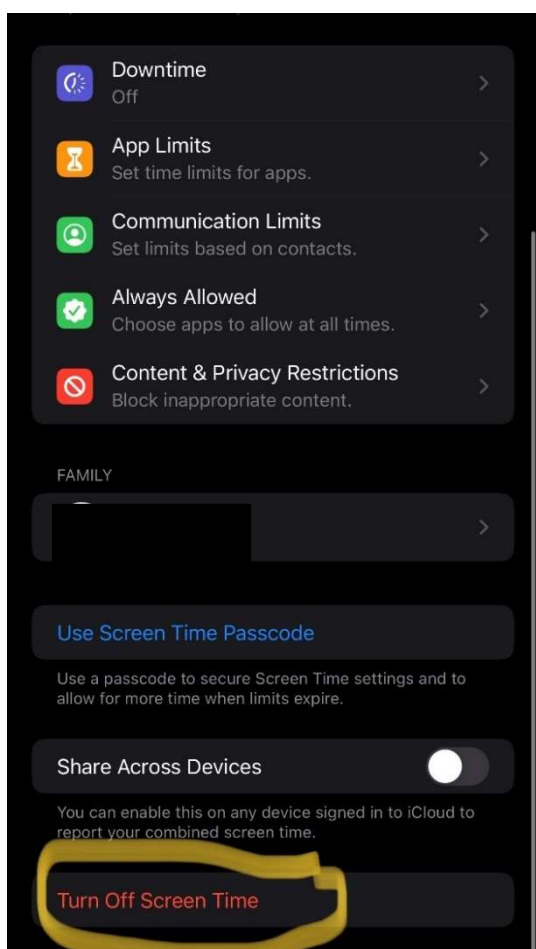 Downtime
Off
App Limits
Set time limits for apps.
Communication Limits
Set limits based on contacts.
Always Allowed
Choose apps to allow at all times.
Content & Privacy Restrictions
Block inappropriate content.
FAMILY
Use Screen Time Passcode
Use a passcode to secure Screen Time settings and to
allow for more time when limits expire.
Share Across Devices
You can enable this on any device signed in to iCloud to
report your combined screen time.
Turn Off Screen Time